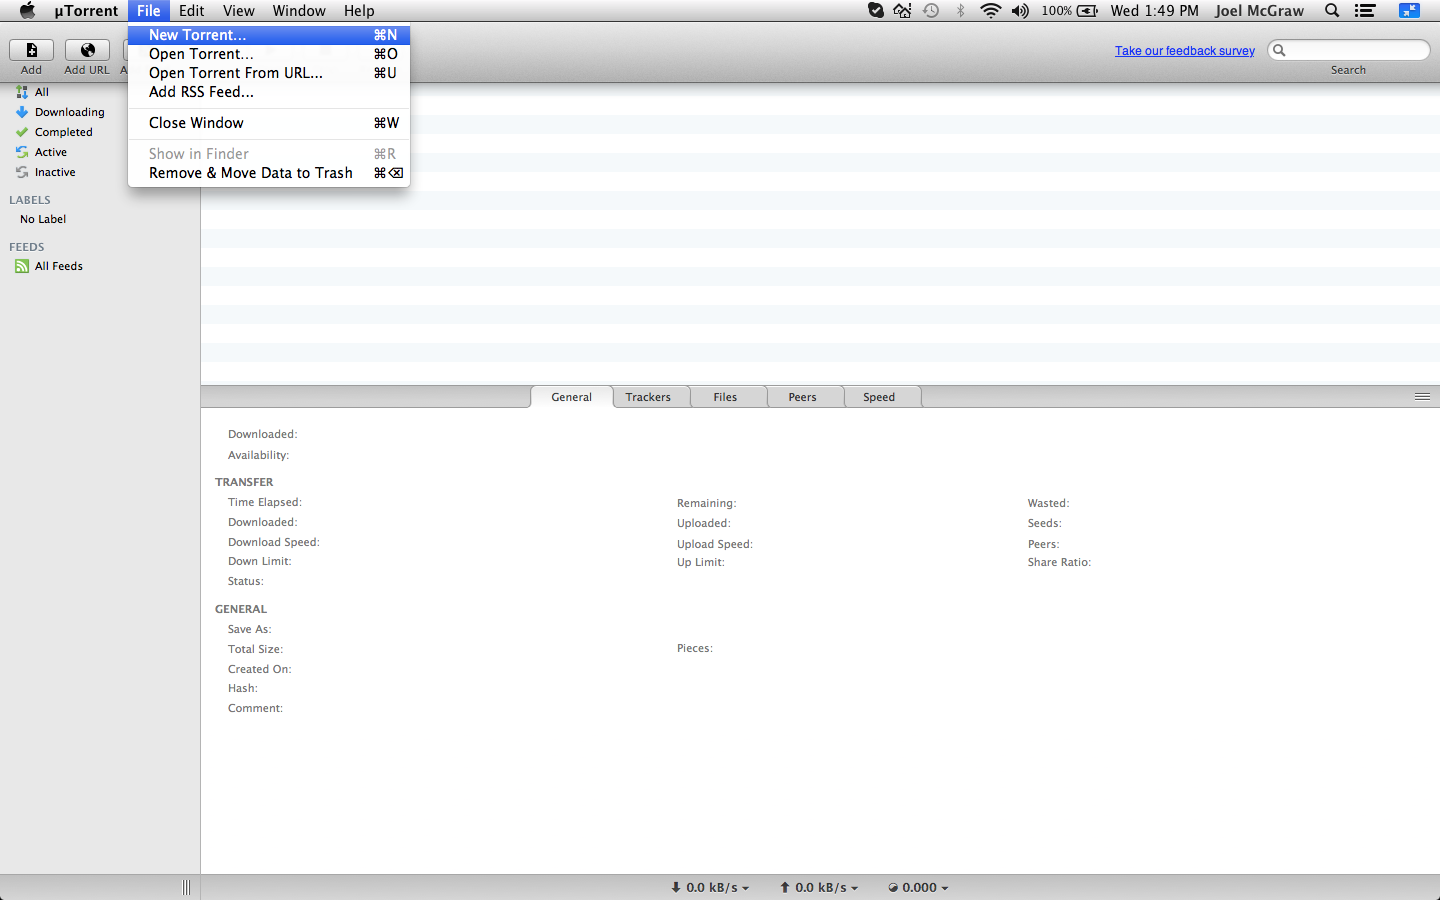 µTorrent File Edit View Window Help 100% Wed 1:49 PM Joel McGraw
New Torrent... ⌘N
Open Torrent... ⌘O
Open Torrent From URL... ⌘U
Add RSS Feed...
Close Window ⌘W
Show in Finder ⌘R
Remove & Move Data to Trash ⌘⌫
Take our feedback survey
Add Add URL A Search
All
Downloading
Completed
Active
Inactive
LABELS
No Label
FEEDS
All Feeds
General Trackers Files Peers Speed
Downloaded:
Availability:
TRANSFER
Time Elapsed: Remaining: Wasted:
Downloaded: Uploaded: Seeds:
Download Speed: Upload Speed: Peers:
Down Limit: Up Limit: Share Ratio:
Status:
GENERAL
Save As:
Total Size: Pieces:
Created On:
Hash:
Comment:
0.0 kB/s 0.0 kB/s 0.000